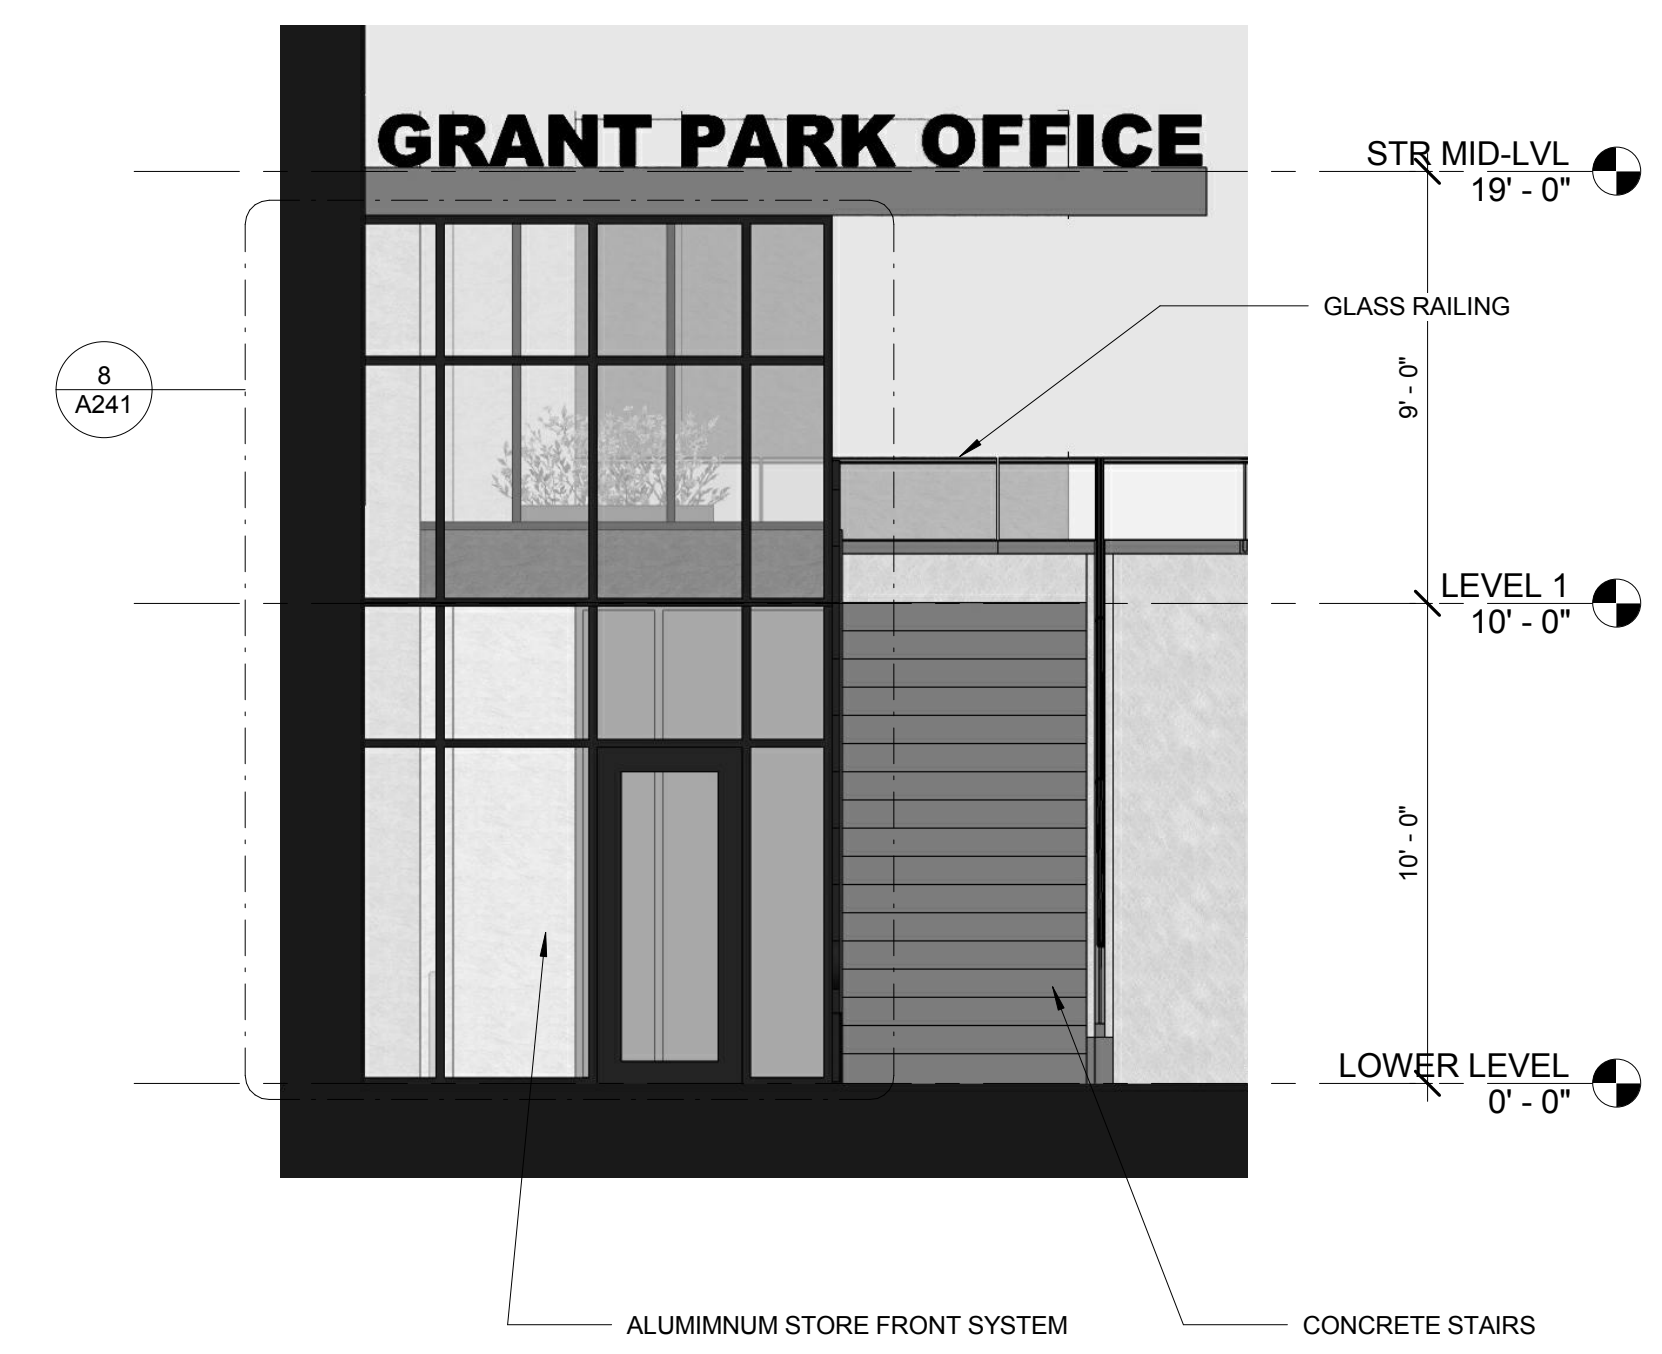 GRANT PARK OFFICE
STR MID-LVL
19' - 0"
GLASS RAILING
8
A241
9' - 0"
LEVEL 1
10' - 0"
10' - 0"
LOWER LEVEL
0' - 0"
ALUMIMNUM STORE FRONT SYSTEM
CONCRETE STAIRS